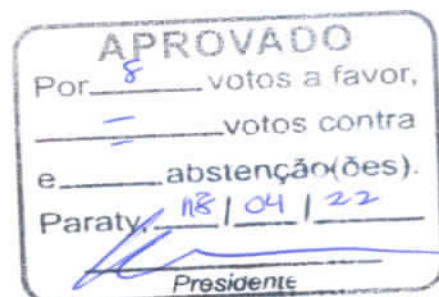 APROVADO
Por 8 votos a favor,
= votos contra
e abstenção(ões).
Paraty, 18 / 04 / 22
Presidente